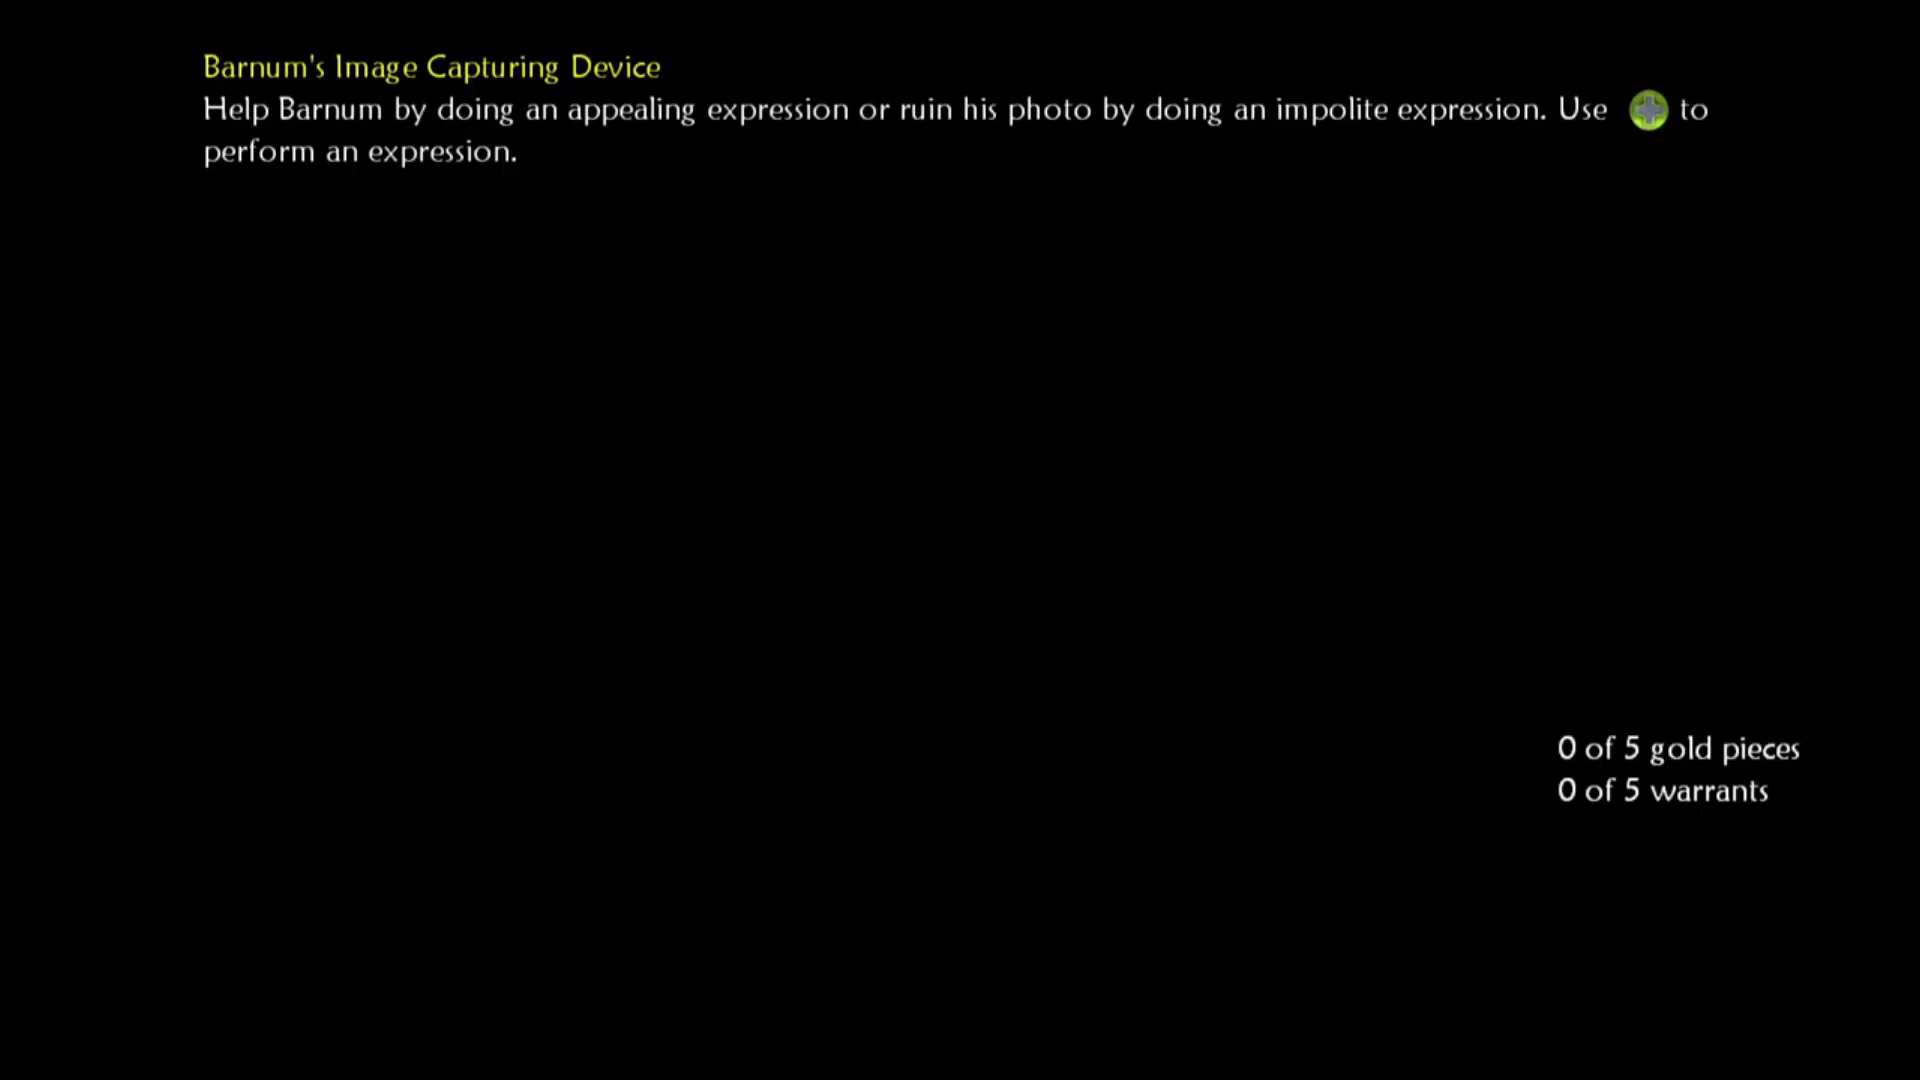 Barnum's Image Capturing Device
Help Barnum by doing an appealing expression or ruin his photo by doing an impolite expression. Use to
perform an expression.
0 of 5 gold pieces
0 of 5 warrants